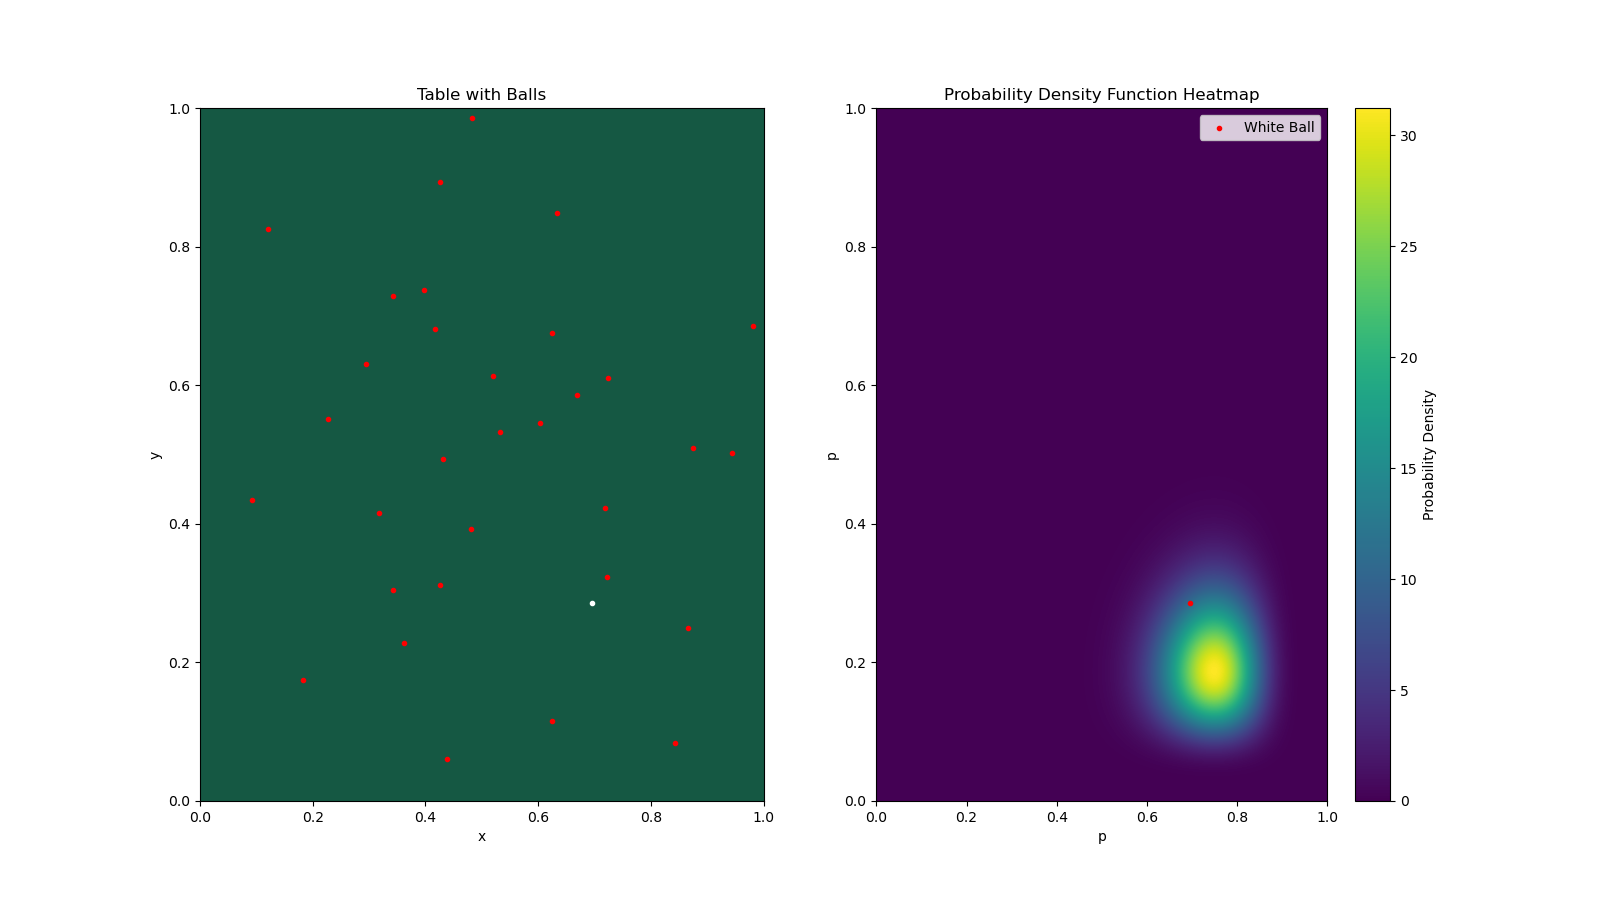 Table with Balls
1.0
0.8
0.6
0.4
0.2
0.0
y
0.0 0.2 0.4 0.6 0.8 1.0
x
Probability Density Function Heatmap
White Ball
1.0
0.8
0.6
0.4
0.2
0.0
p
0.0 0.2 0.4 0.6 0.8 1.0
p
30
25
20
15
10
5
0
Probability Density